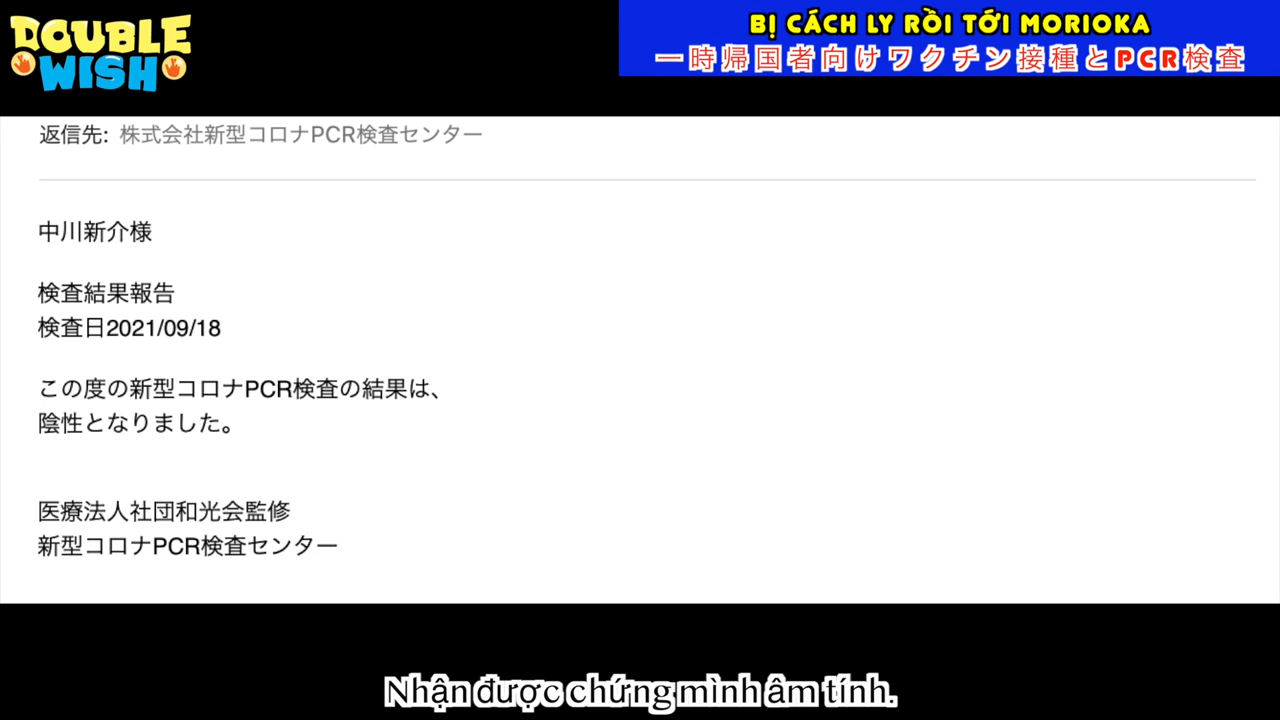 DOUBLE
WISH
BỊ CÁCH LY RỒI TỚI MORIOKA
一時帰国者向けワクチン接種とPCR検査
返信先: 株式会社新型コロナPCR検査センター
中川新介様
検査結果報告
検査日2021/09/18
この度の新型コロナPCR検査の結果は、
陰性となりました。
医療法人社団和光会監修
新型コロナPCR検査センター
Nhận được chứng mình âm tính.